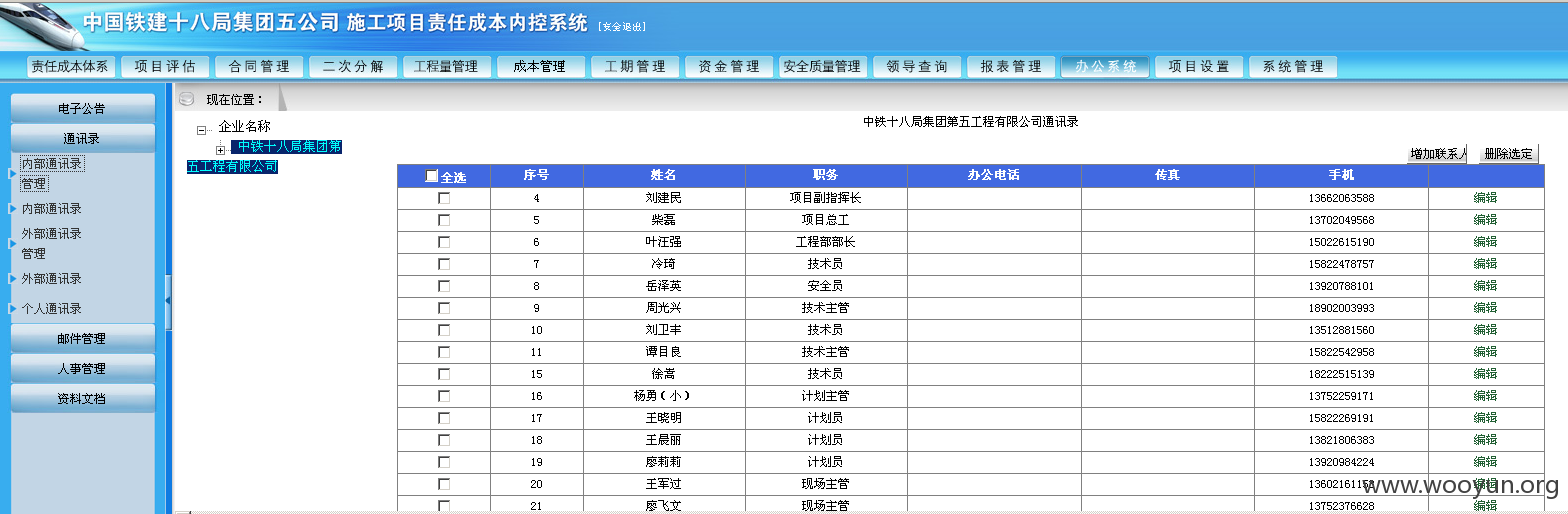 中国铁建十八局集团五公司 施工项目责任成本内控系统 [安全退出]
责任成本体系 项目评估 合同管理 二次分解 工程量管理 成本管理 工期管理 资金管理 安全质量管理 领导查询 报表管理 办公系统 项目设置 系统管理
电子公告
通讯录
内部通讯录
管理
内部通讯录
外部通讯录
管理
外部通讯录
个人通讯录
邮件管理
人事管理
资料文档
现在位置：
企业名称
中铁十八局集团第
五工程有限公司
中铁十八局集团第五工程有限公司通讯录
增加联系人 删除选定
全选 序号 姓名 职务 办公电话 传真 手机
4 刘建民 项目副指挥长 13662063588 编辑
5 柴磊 项目总工 13702049568 编辑
6 叶汪强 工程部部长 15022615190 编辑
7 冷琦 技术员 15822478757 编辑
8 岳泽英 安全员 13920788101 编辑
9 周光兴 技术主管 18902003993 编辑
10 刘卫丰 技术员 13512881560 编辑
11 谭目良 技术主管 15822542958 编辑
15 徐嵩 技术员 18222515139 编辑
16 杨勇（小） 计划主管 13752259171 编辑
17 王晓明 计划员 15822269191 编辑
18 王晨丽 计划员 13821806383 编辑
19 廖莉莉 计划员 13920984224 编辑
20 王军过 现场主管 编辑
21 廖飞文 现场主管 13752376628 编辑
www.wooyun.org